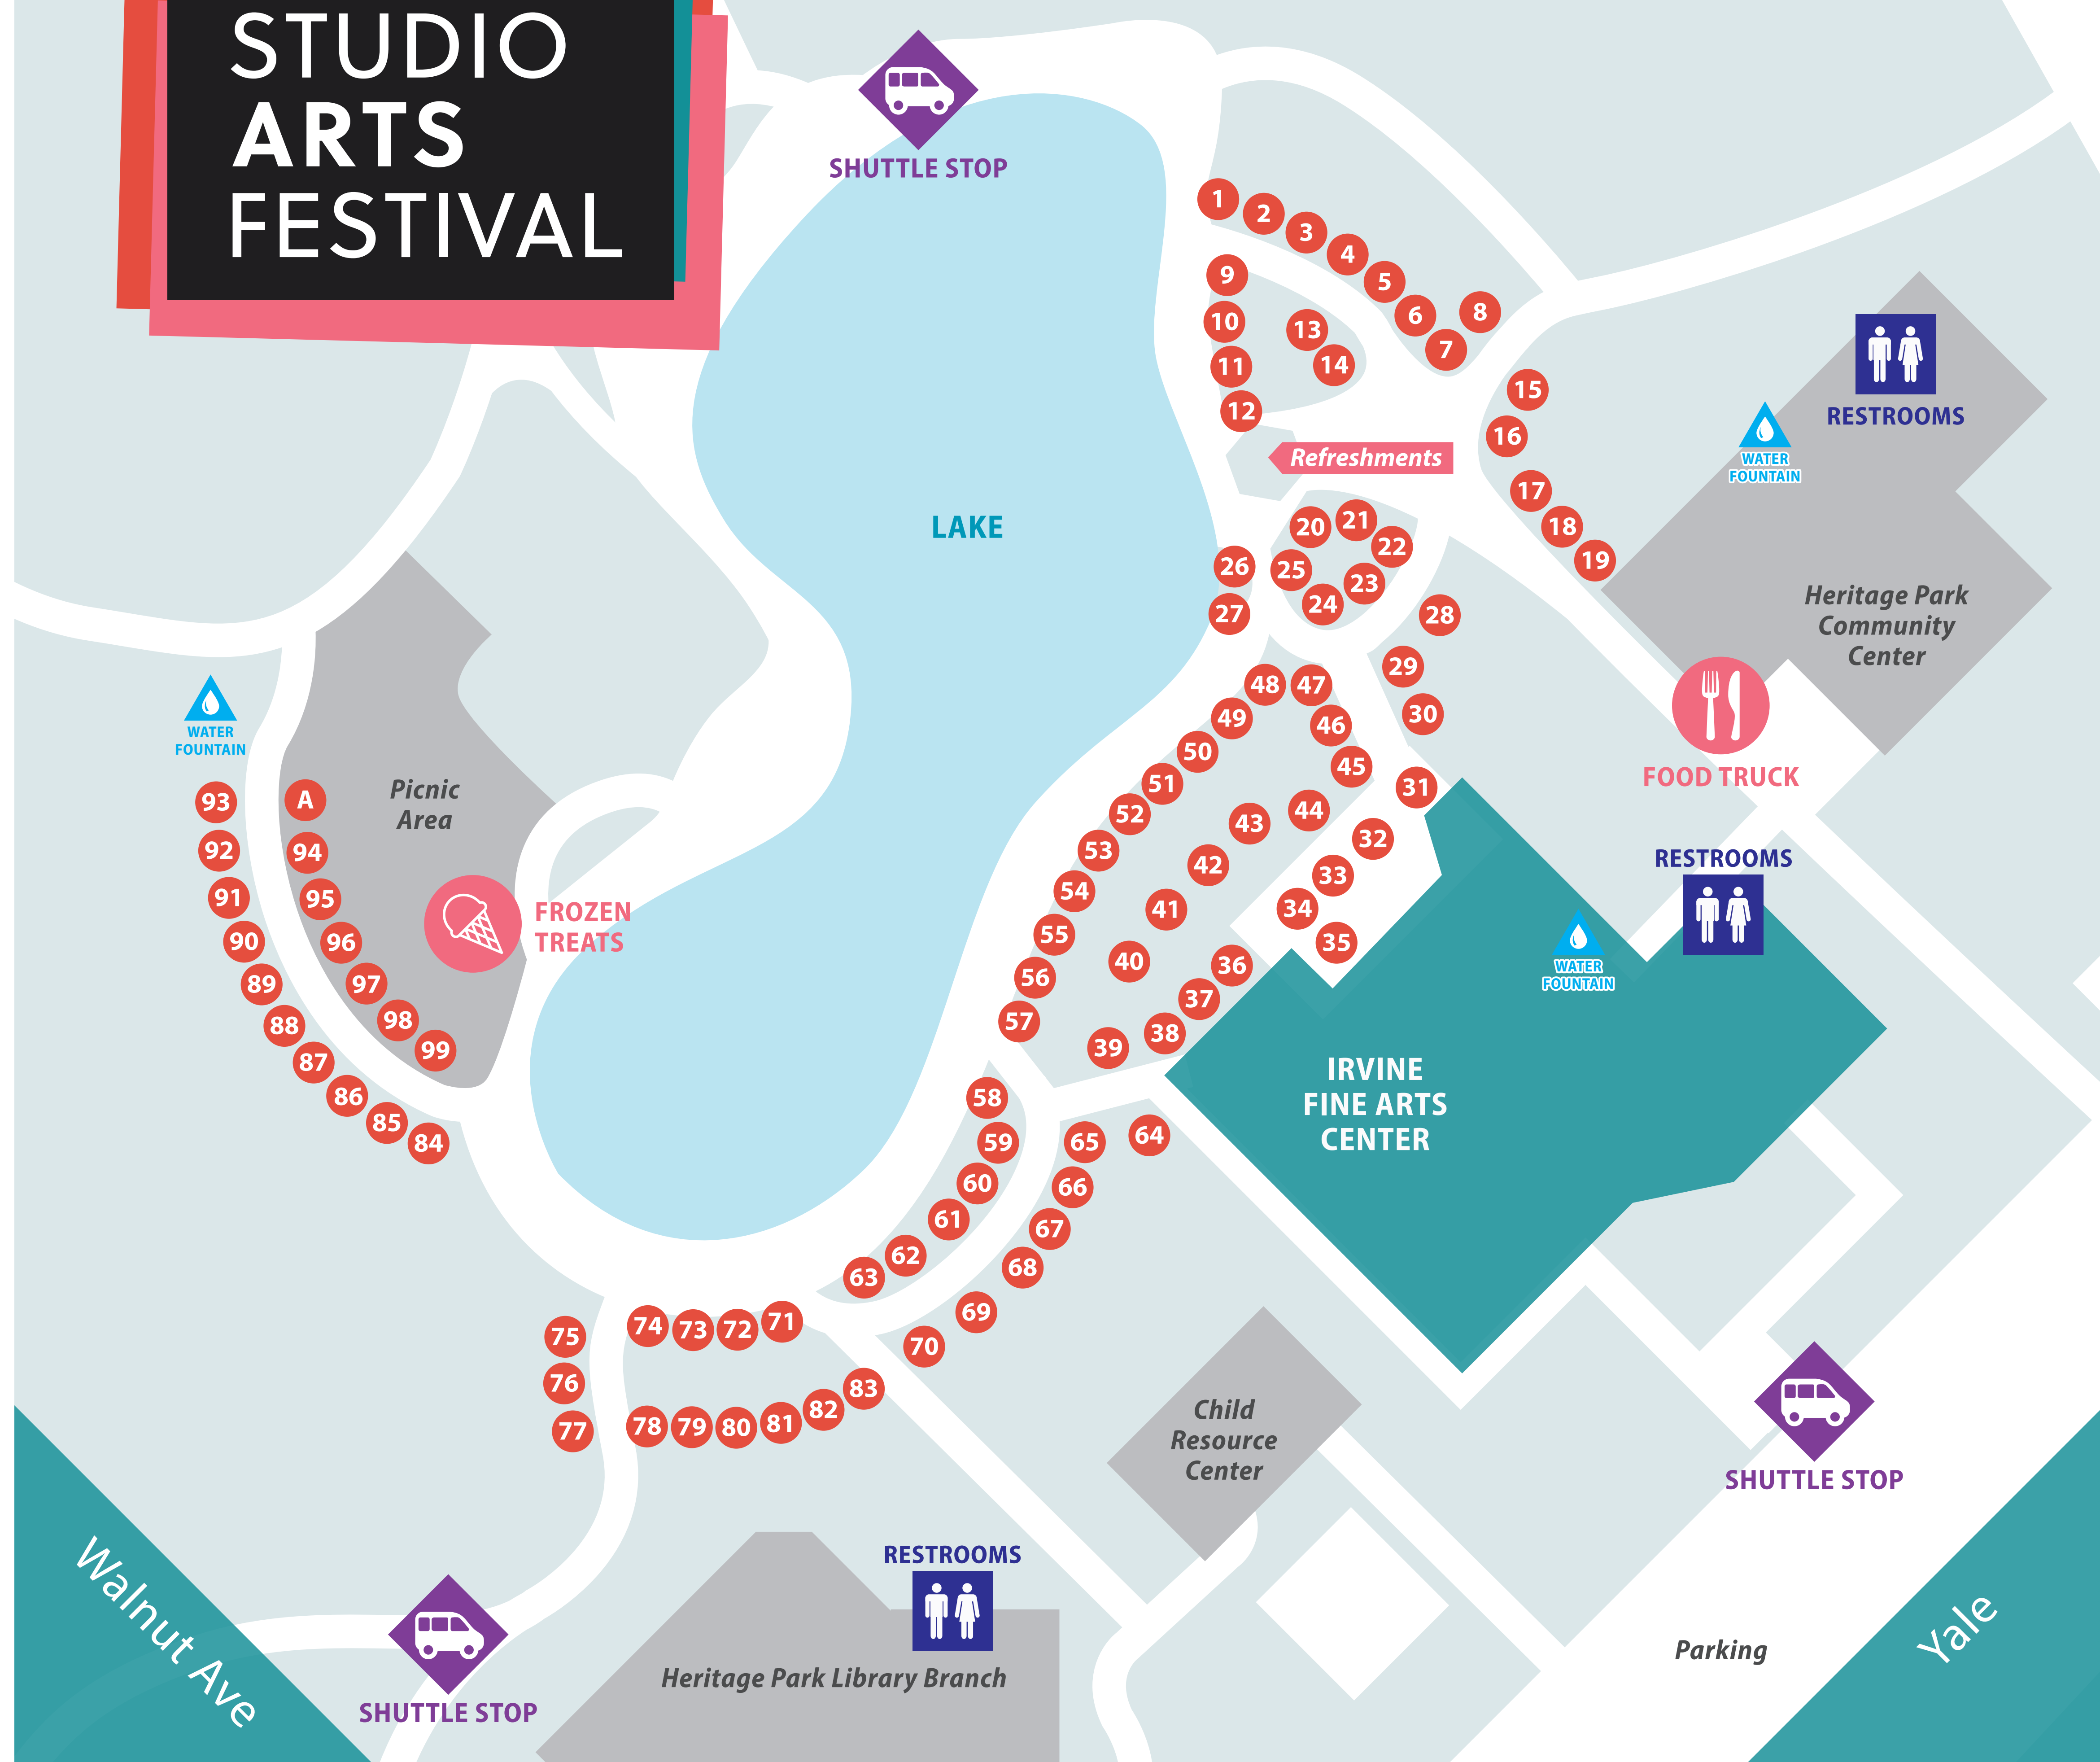 STUDIO
ARTS
FESTIVAL
SHUTTLE STOP
1
2
3
4
5
6
7
8
9
10
11
12
13
14
15
16
17
18
19
RESTROOMS
WATER
FOUNTAIN
Refreshments
LAKE
20
21
22
23
24
25
26
27
28
29
30
Heritage Park
Community
Center
FOOD TRUCK
WATER
FOUNTAIN
Picnic
Area
FROZEN
TREATS
31
32
33
34
35
36
37
38
39
40
41
42
43
44
45
46
47
48
49
50
51
52
53
54
55
56
57
RESTROOMS
WATER
FOUNTAIN
IRVINE
FINE ARTS
CENTER
58
59
60
61
62
63
64
65
66
67
68
69
70
71
72
73
74
75
76
77
78
79
80
81
82
83
84
85
86
87
88
89
90
91
92
93
A
94
95
96
97
98
99
Child
Resource
Center
SHUTTLE STOP
Walnut Ave
SHUTTLE STOP
RESTROOMS
Heritage Park Library Branch
Parking
Yale